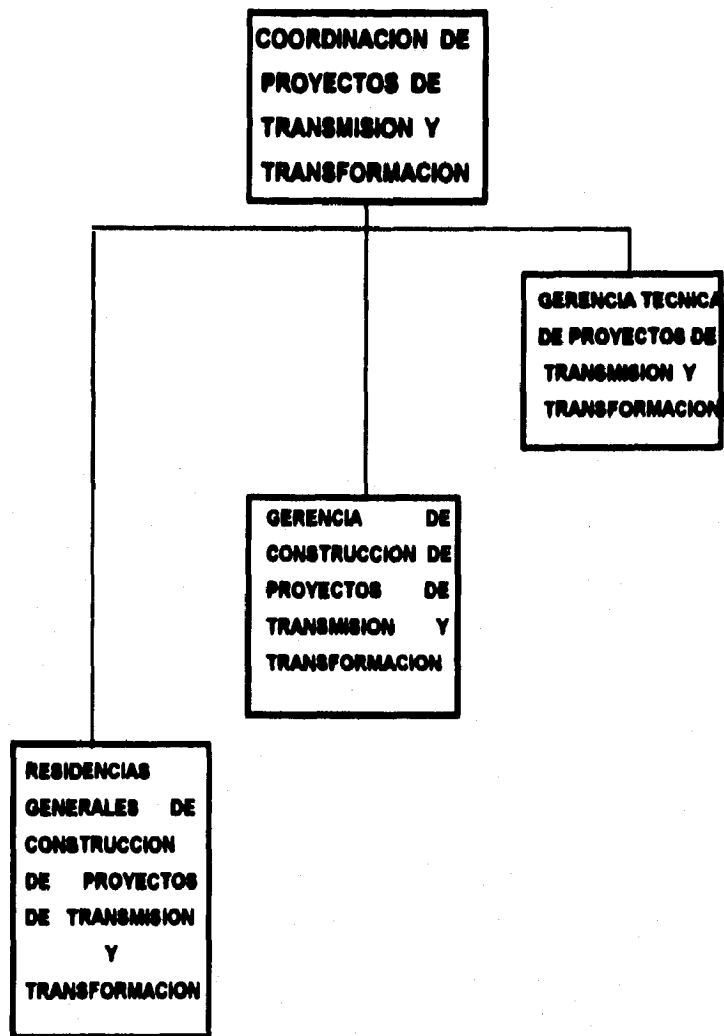 COORDINACION DE
PROYECTOS DE
TRANSMISION Y
TRANSFORMACION
GERENCIA TECNICA
DE PROYECTOS DE
TRANSMISION Y
TRANSFORMACION
GERENCIA DE
CONSTRUCCION DE
PROYECTOS DE
TRANSMISION Y
TRANSFORMACION
RESIDENCIAS
GENERALES DE
CONSTRUCCION
DE PROYECTOS
DE TRANSMISION
Y
TRANSFORMACION